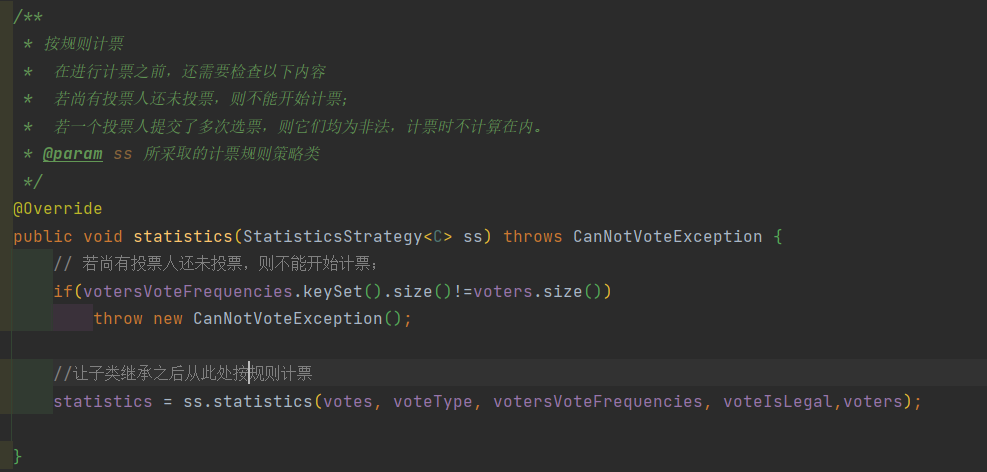 /**
 * 按规则计票
 *  在进行计票之前，还需要检查以下内容
 *  若尚有投票人还未投票，则不能开始计票；
 *  若一个投票人提交了多次选票，则它们均为非法，计票时不计算在内。
 * @param ss 所采取的计票规则策略类
 */
@Override
public void statistics(StatisticsStrategy<C> ss) throws CanNotVoteException {
    // 若尚有投票人还未投票，则不能开始计票；
    if(votersVoteFrequencies.keySet().size()!=voters.size())
        throw new CanNotVoteException();
    //让子类继承之后从此处按规则计票
    statistics = ss.statistics(votes, voteType, votersVoteFrequencies, voteIsLegal,voters);
}